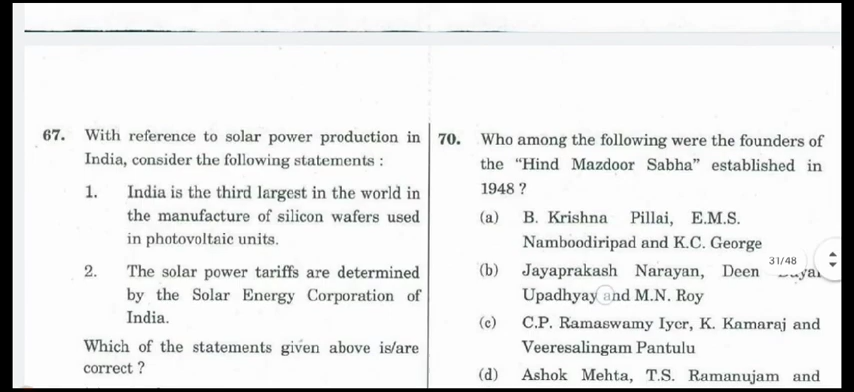 67. With reference to solar power production in
India, consider the following statements :
1. India is the third largest in the world in
the manufacture of silicon wafers used
in photovoltaic units.
2. The solar power tariffs are determined
by the Solar Energy Corporation of
India.
Which of the statements given above is/are
correct ?
70. Who among the following were the founders of
the “Hind Mazdoor Sabha” established in
1948 ?
(a) B. Krishna Pillai, E.M.S.
Namboodiripad and K.C. George
(b) Jayaprakash Narayan, Deen
Upadhyay and M.N. Roy
(c) C.P. Ramaswamy Iyer, K. Kamaraj and
Veeresalingam Pantulu
(d) Ashok Mehta, T.S. Ramanujam and
31/48